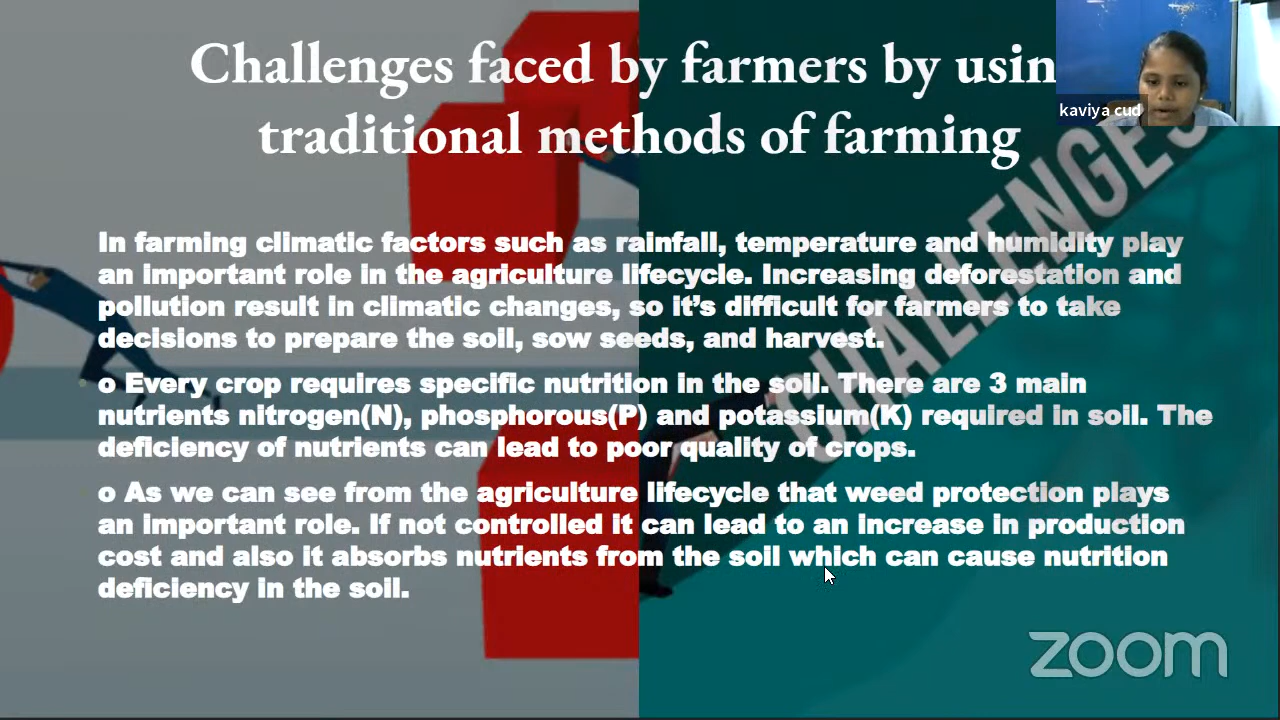 Challenges faced by farmers by usin
traditional methods of farming
kaviya cud
CHALLENGES
In farming climatic factors such as rainfall, temperature and humidity play
an important role in the agriculture lifecycle. Increasing deforestation and
pollution result in climatic changes, so it’s difficult for farmers to take
decisions to prepare the soil, sow seeds, and harvest.
o Every crop requires specific nutrition in the soil. There are 3 main
nutrients nitrogen(N), phosphorous(P) and potassium(K) required in soil. The
deficiency of nutrients can lead to poor quality of crops.
o As we can see from the agriculture lifecycle that weed protection plays
an important role. If not controlled it can lead to an increase in production
cost and also it absorbs nutrients from the soil which can cause nutrition
deficiency in the soil.
zoom